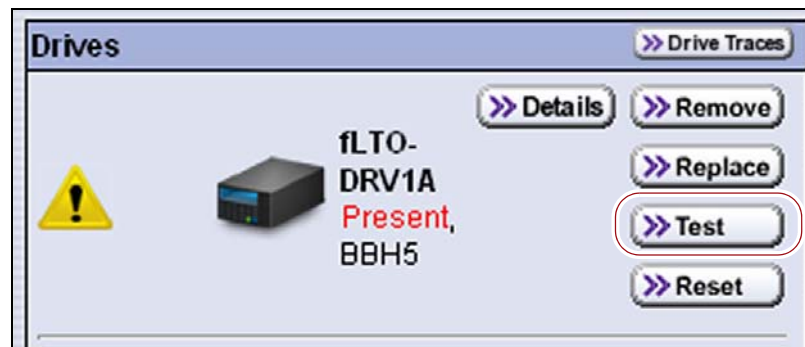 Drives
>> Drive Traces
>> Details
>> Remove
fLTO-
DRV1A
Present,
BBH5
>> Replace
>> Test
>> Reset